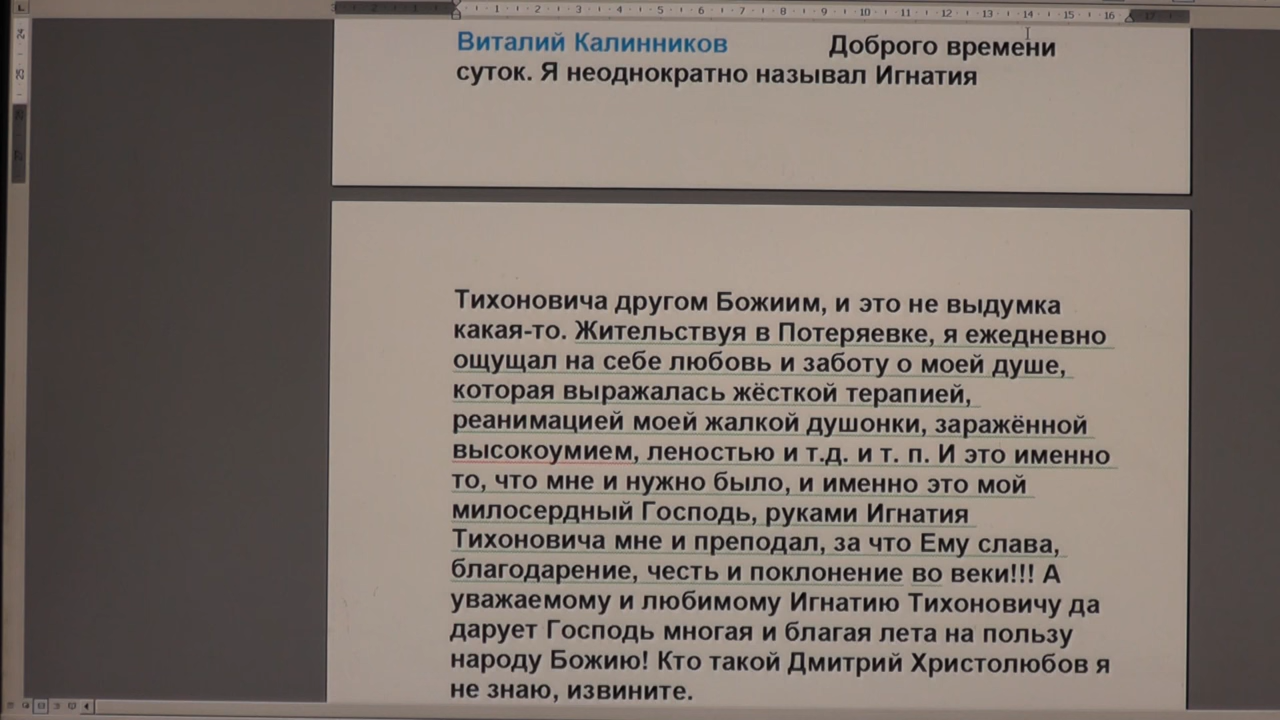 Виталий Калинников Доброго времени
суток. Я неоднократно называл Игнатия
Тихоновича другом Божиим, и это не выдумка
какая-то. Жительствуя в Потеряевке, я ежедневно
ощущал на себе любовь и заботу о моей душе,
которая выражалась жёсткой терапией,
реанимацией моей жалкой душонки, заражённой
высокоумием, леностью и т.д. и т. п. И это именно
то, что мне и нужно было, и именно это мой
милосердный Господь, руками Игнатия
Тихоновича мне и преподал, за что Ему слава,
благодарение, честь и поклонение во веки!!! А
уважаемому и любимому Игнатию Тихоновичу да
дарует Господь многая и благая лета на пользу
народу Божию! Кто такой Дмитрий Христолюбов я
не знаю, извините.